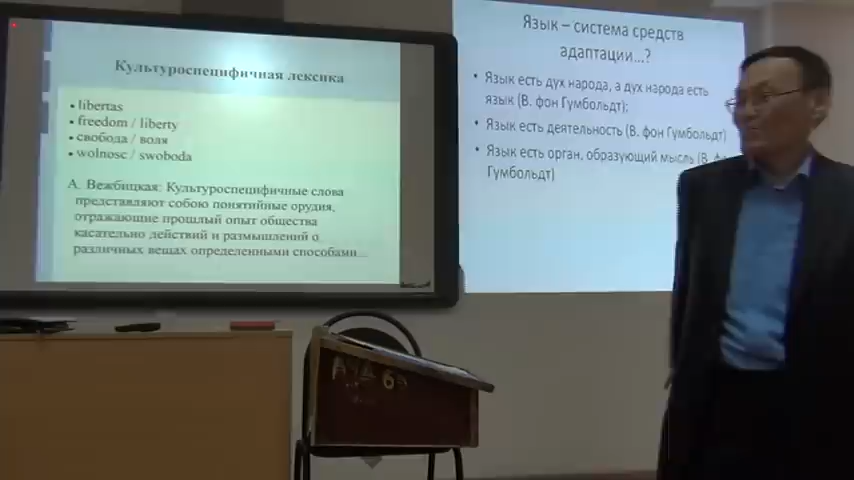 Культуроспецифичная лексика
• libertas
• freedom / liberty
• свобода / воля
• wolnosc / swoboda
А. Вежбицкая: Культуроспецифичные слова
представляют собою понятийные орудия,
отражающие прошлый опыт общества
касательно действий и размышлений о
различных вещах определенными способами...
Язык – система средств
адаптации...?
• Язык есть дух народа, а дух народа есть
язык (В. фон Гумбольдт);
• Язык есть деятельность (В. фон Гумбольдт)
• Язык есть орган, образующий мысль (В.
Гумбольдт)